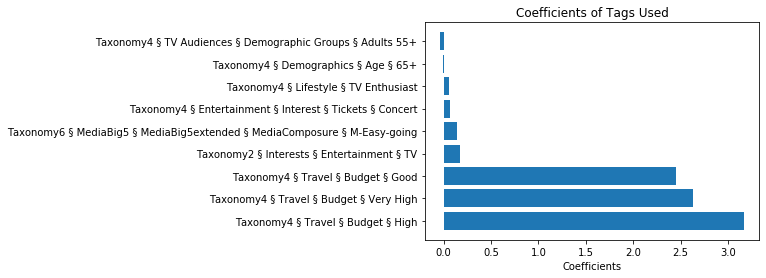 Coefficients of Tags Used
Taxonomy4 § TV Audiences § Demographic Groups § Adults 55+
Taxonomy4 § Demographics § Age § 65+
Taxonomy4 § Lifestyle § TV Enthusiast
Taxonomy4 § Entertainment § Interest § Tickets § Concert
Taxonomy6 § MediaBig5 § MediaBig5extended § MediaComposure § M-Easy-going
Taxonomy2 § Interests § Entertainment § TV
Taxonomy4 § Travel § Budget § Good
Taxonomy4 § Travel § Budget § Very High
Taxonomy4 § Travel § Budget § High
0.0 0.5 1.0 1.5 2.0 2.5 3.0
Coefficients